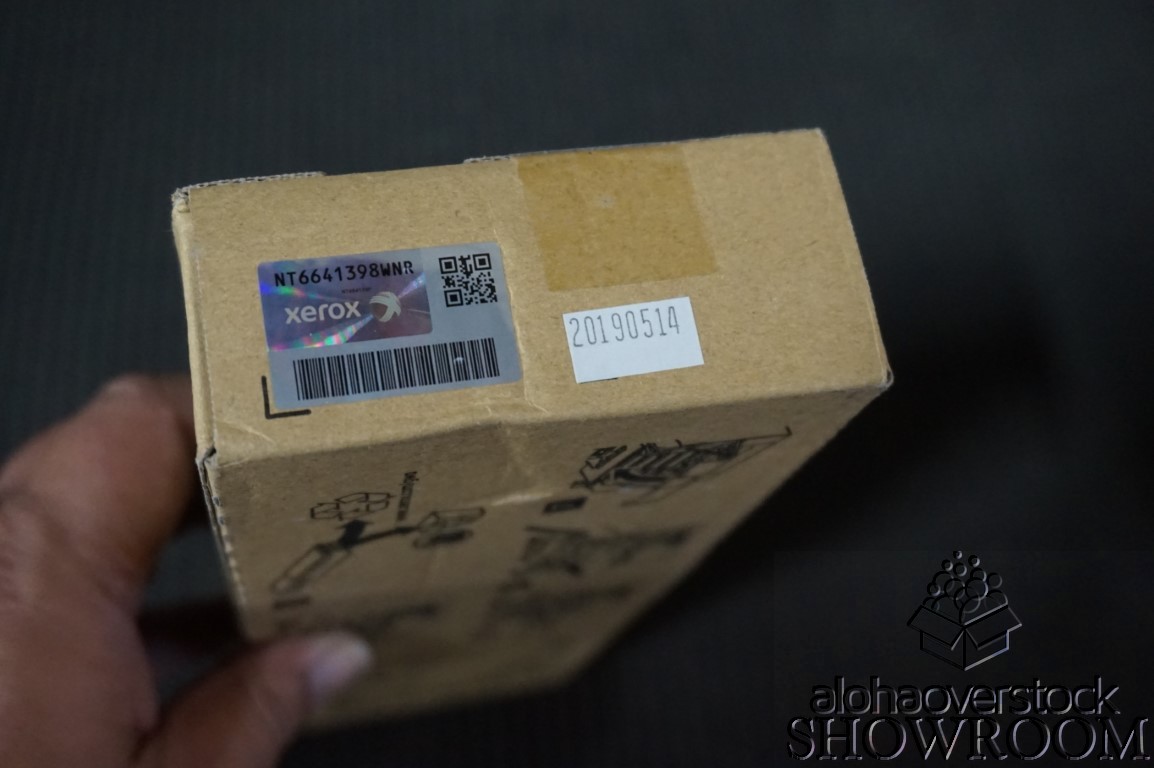 NT6641398WNR
xerox
20190514
alohaoverstock
SHOWROOM